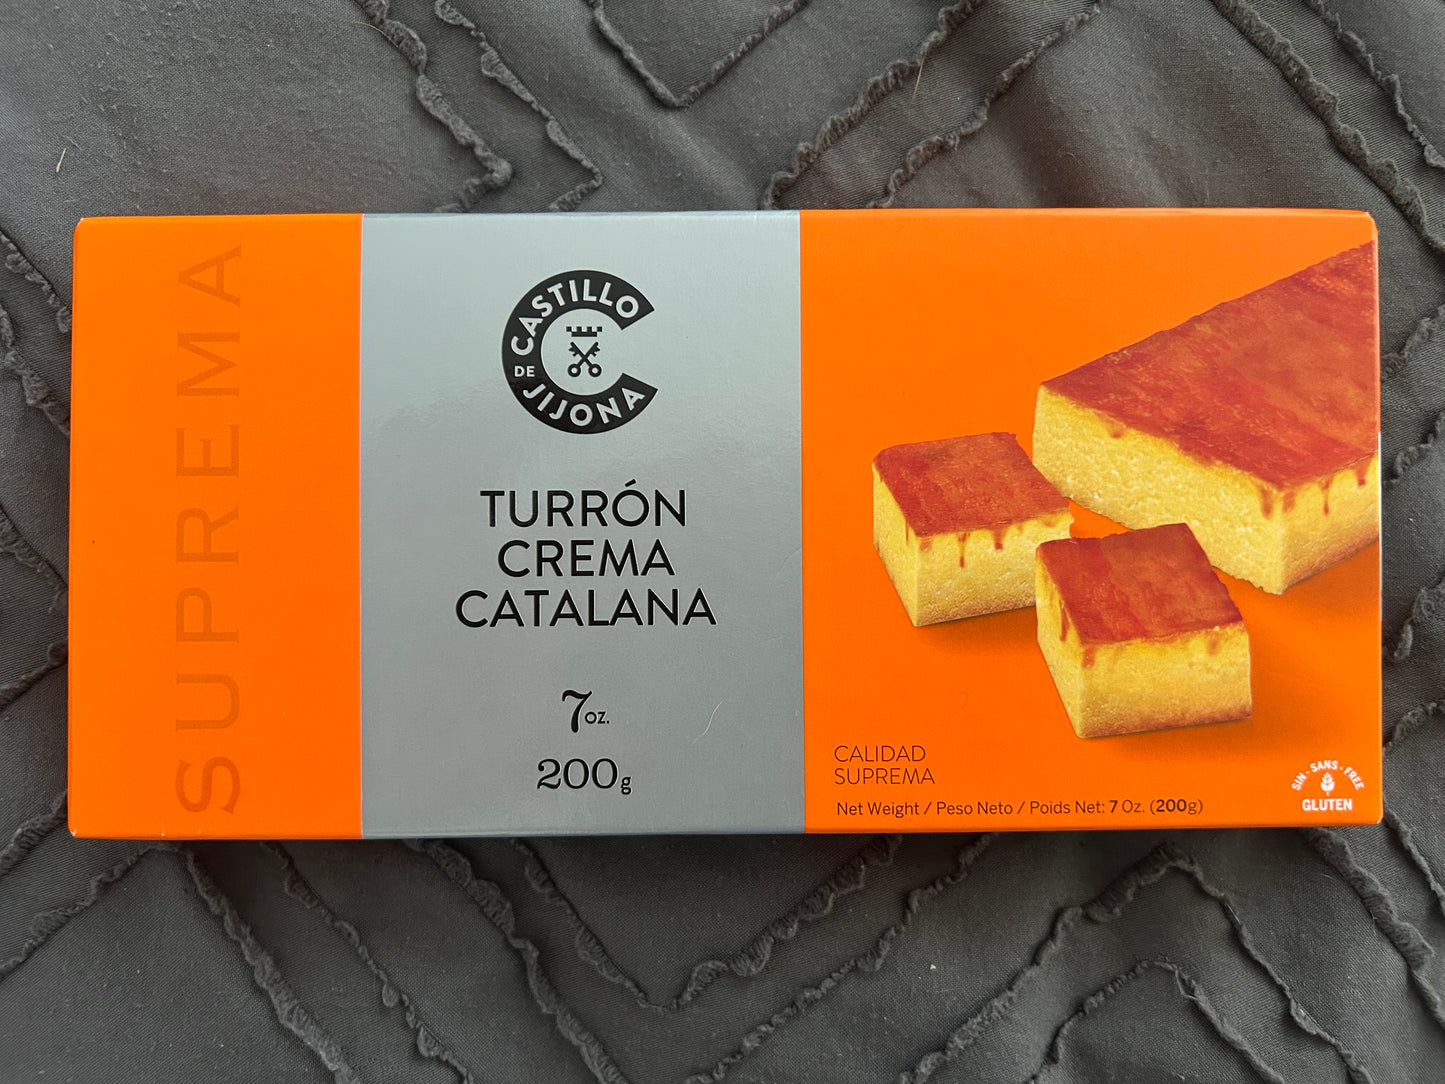 SUPREMA
CASTILLO
DE
JIJONA
TURRÓN
CREMA
CATALANA
7oz.
200g
CALIDAD
SUPREMA
Net Weight / Peso Neto / Poids Net: 7 Oz. (200g)
SIN - SANS - FREE
GLUTEN